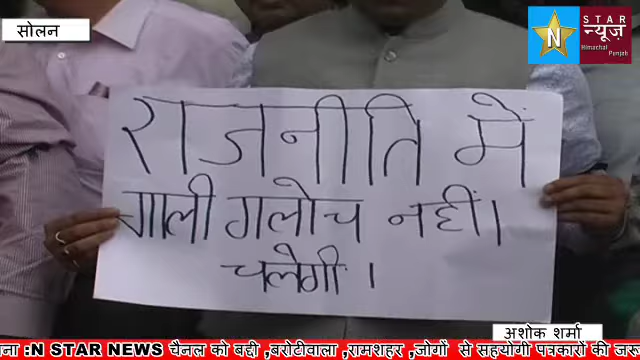 सोलन
N
STAR
न्यूज़
Himachal
Punjab
राजनीति में
गाली गलोच नहीं।
चलेगी ।
अशोक शर्मा
:N STAR NEWS चैनल को बद्दी ,बरोटीवाला ,रामशहर ,जोगों से सहयोगी पत्रकारों की